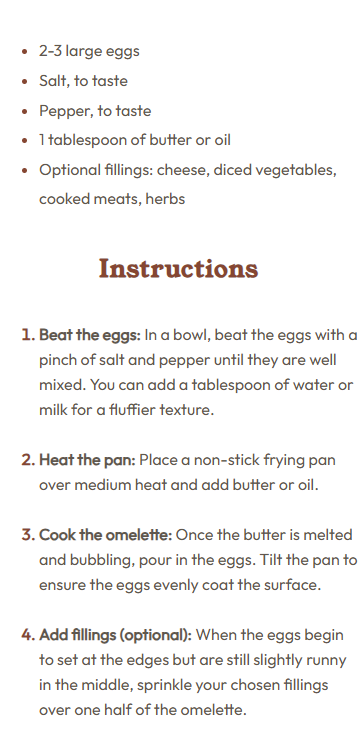 • 2-3 large eggs
• Salt, to taste
• Pepper, to taste
• 1 tablespoon of butter or oil
• Optional fillings: cheese, diced vegetables,
cooked meats, herbs
Instructions
1. Beat the eggs: In a bowl, beat the eggs with a
pinch of salt and pepper until they are well
mixed. You can add a tablespoon of water or
milk for a fluffier texture.
2. Heat the pan: Place a non-stick frying pan
over medium heat and add butter or oil.
3. Cook the omelette: Once the butter is melted
and bubbling, pour in the eggs. Tilt the pan to
ensure the eggs evenly coat the surface.
4. Add fillings (optional): When the eggs begin
to set at the edges but are still slightly runny
in the middle, sprinkle your chosen fillings
over one half of the omelette.